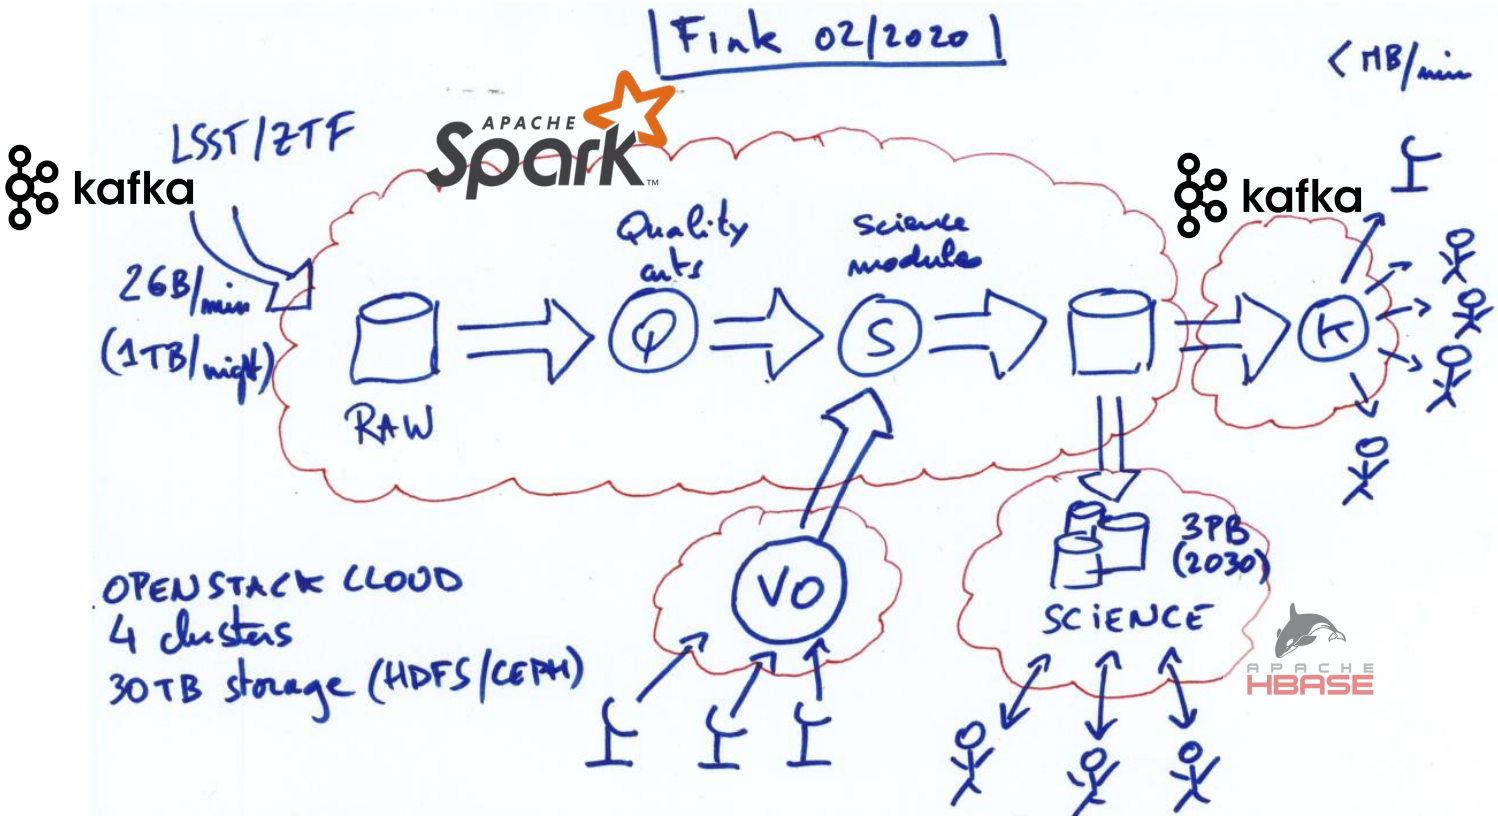 Fink 02/2020
< MB/min
LSST/ZTF
APACHE
Spark™
kafka
kafka
Quality
cuts
Science
modules
2GB/min
(1TB/night)
Q
S
K
RAW
VO
3PB
(2030)
SCIENCE
OPENSTACK CLOUD
4 clusters
30TB storage (HDFS/CEPH)
APACHE
HBASE